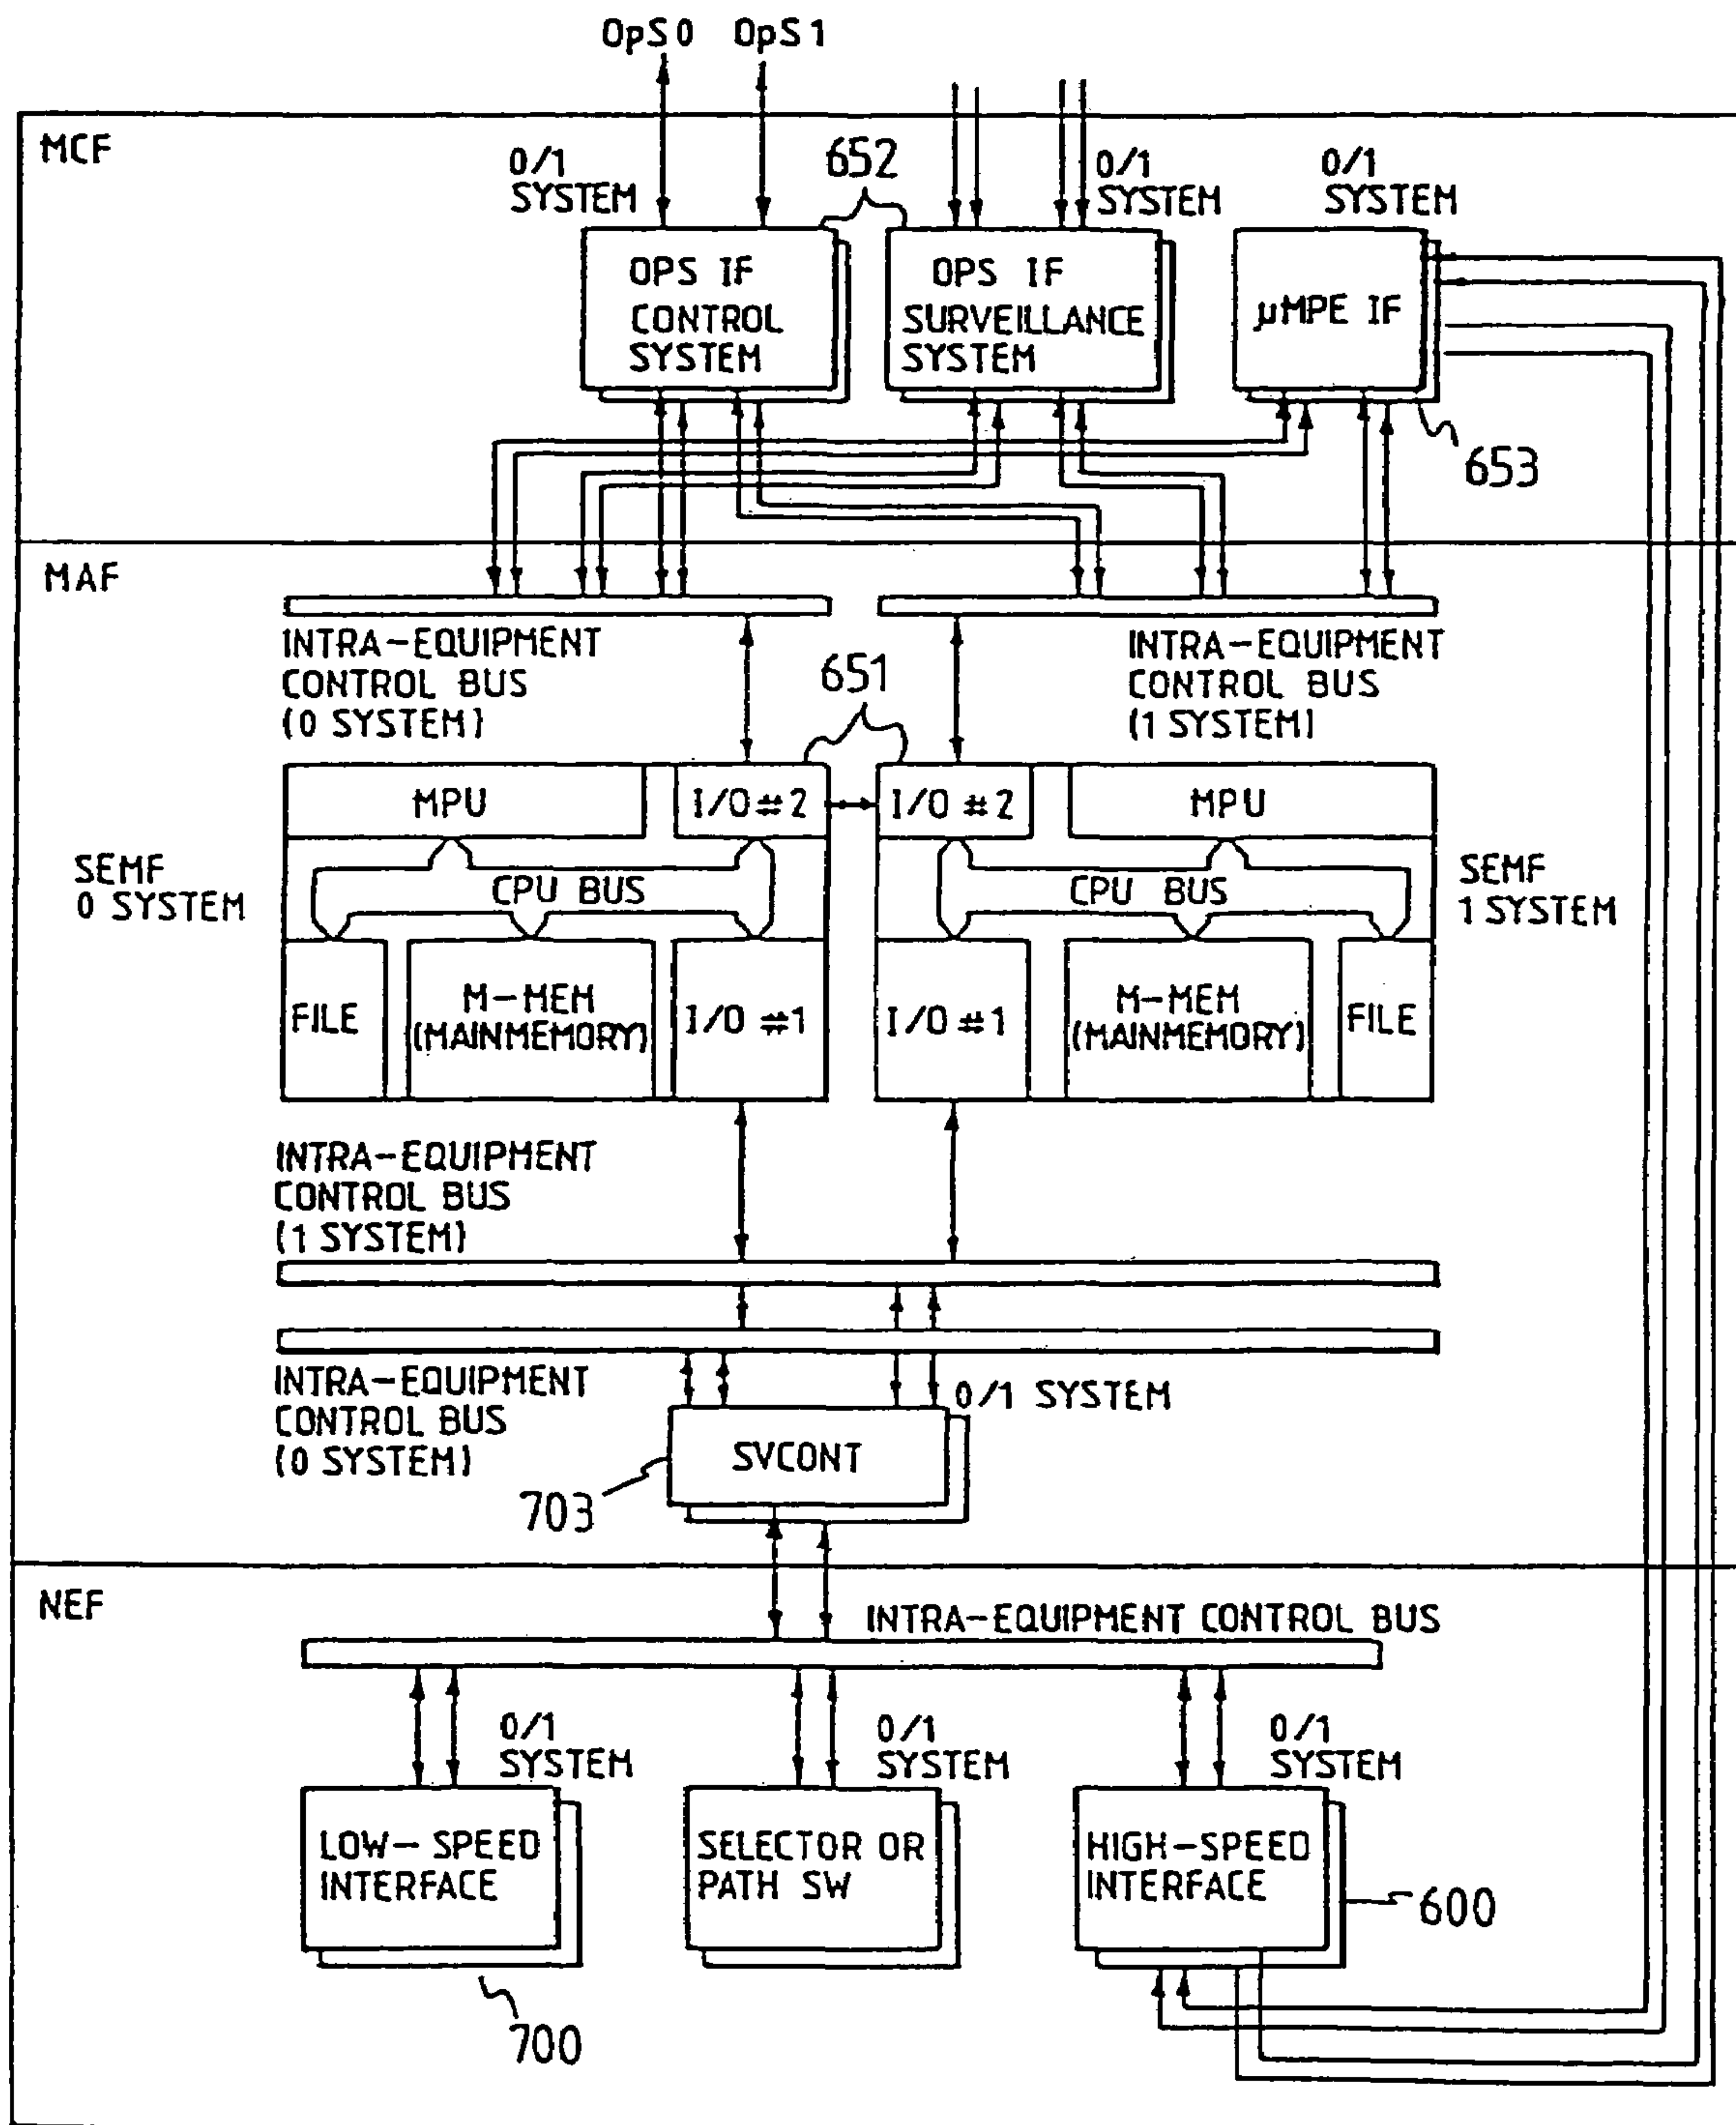 OpS0 OpS1
MCF
0/1
SYSTEM
652
0/1
SYSTEM
0/1
SYSTEM
OPS IF
CONTROL
SYSTEM
OPS IF
SURVEILLANCE
SYSTEM
µMPE IF
653
MAF
INTRA-EQUIPMENT
CONTROL BUS
(0 SYSTEM)
651
INTRA-EQUIPMENT
CONTROL BUS
(1 SYSTEM)
MPU
I/O #2
I/O #2
MPU
SEMF
0 SYSTEM
CPU BUS
CPU BUS
SEMF
1 SYSTEM
FILE
M-MEM
(MAINMEMORY)
I/O #1
I/O #1
M-MEM
(MAINMEMORY)
FILE
INTRA-EQUIPMENT
CONTROL BUS
(1 SYSTEM)
INTRA-EQUIPMENT
CONTROL BUS
(0 SYSTEM)
0/1 SYSTEM
SVCONT
703
NEF
INTRA-EQUIPMENT CONTROL BUS
0/1
SYSTEM
0/1
SYSTEM
0/1
SYSTEM
LOW-SPEED
INTERFACE
SELECTOR OR
PATH SW
HIGH-SPEED
INTERFACE
600
700